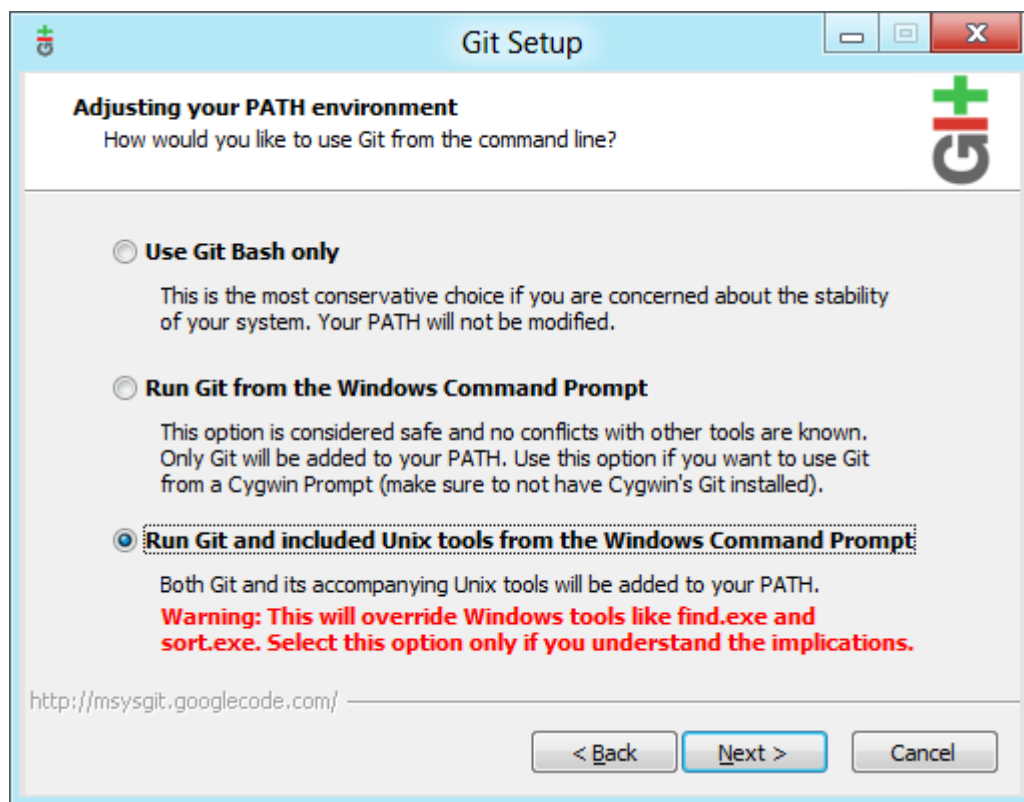 Git Setup
Adjusting your PATH environment
How would you like to use Git from the command line?
Use Git Bash only
This is the most conservative choice if you are concerned about the stability
of your system. Your PATH will not be modified.
Run Git from the Windows Command Prompt
This option is considered safe and no conflicts with other tools are known.
Only Git will be added to your PATH. Use this option if you want to use Git
from a Cygwin Prompt (make sure to not have Cygwin's Git installed).
Run Git and included Unix tools from the Windows Command Prompt
Both Git and its accompanying Unix tools will be added to your PATH.
Warning: This will override Windows tools like find.exe and
sort.exe. Select this option only if you understand the implications.
http://msysgit.googlecode.com/
< Back Next > Cancel